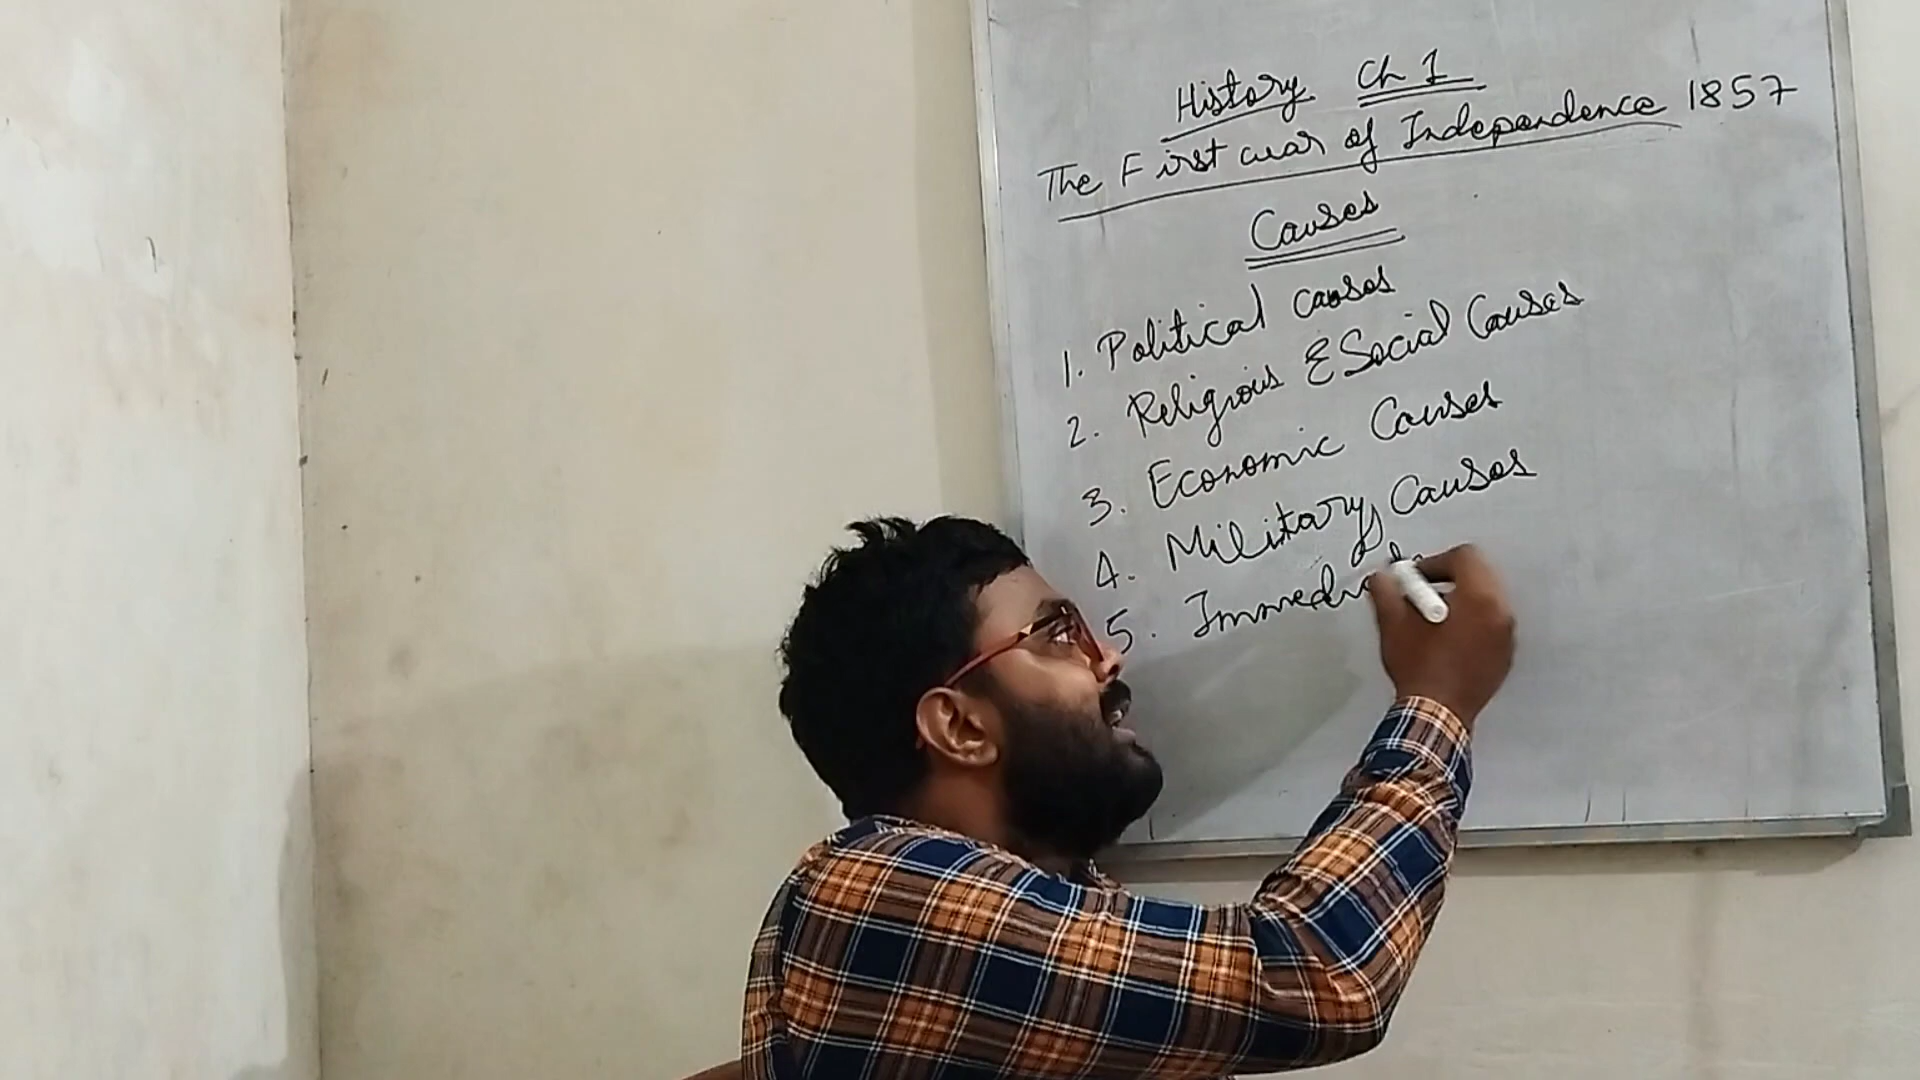 History Ch 1
The First war of Independence 1857
Causes
1. Political causes
2. Religious & Social Causes
3. Economic Causes
4. Military Causes
5.